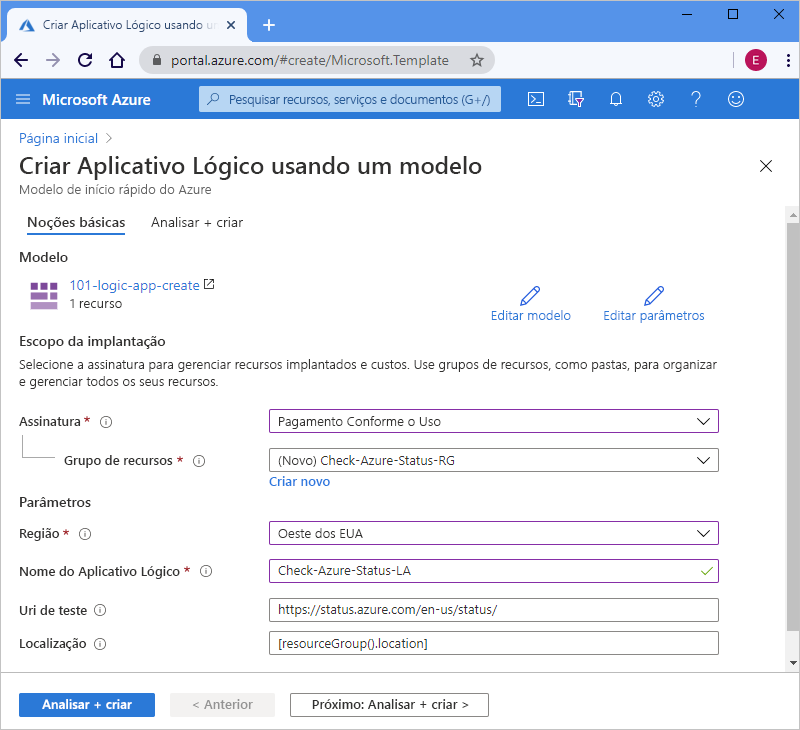 Criar Aplicativo Lógico usando um
portal.azure.com/#create/Microsoft.Template
E
Microsoft Azure
Pesquisar recursos, serviços e documentos (G+/)
Página inicial >
Criar Aplicativo Lógico usando um modelo
Modelo de início rápido do Azure
Noções básicas
Analisar + criar
Modelo
101-logic-app-create
1 recurso
Editar modelo
Editar parâmetros
Escopo da implantação
Selecione a assinatura para gerenciar recursos implantados e custos. Use grupos de recursos, como pastas, para organizar
e gerenciar todos os seus recursos.
Assinatura *
Pagamento Conforme o Uso
Grupo de recursos *
(Novo) Check-Azure-Status-RG
Criar novo
Parâmetros
Região *
Oeste dos EUA
Nome do Aplicativo Lógico *
Check-Azure-Status-LA
Uri de teste
https://status.azure.com/en-us/status/
Localização
[resourceGroup().location]
Analisar + criar
< Anterior
Próximo: Analisar + criar >